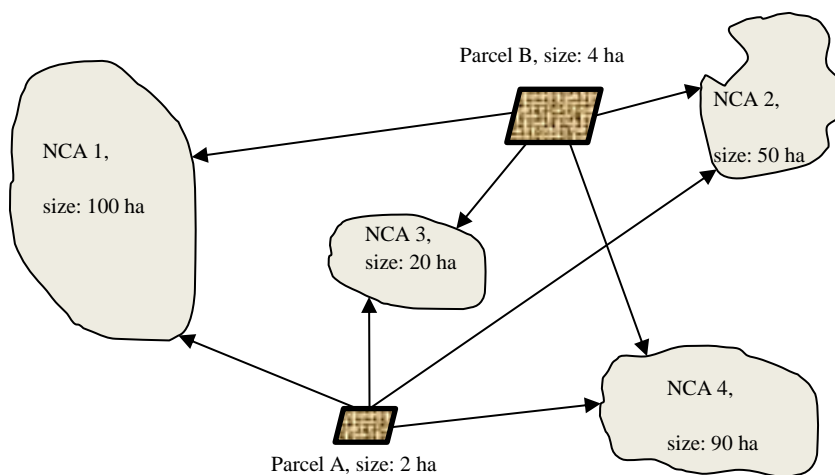 Parcel B, size: 4 ha
NCA 2,
size: 50 ha
NCA 1,
size: 100 ha
NCA 3,
size: 20 ha
NCA 4,
size: 90 ha
Parcel A, size: 2 ha